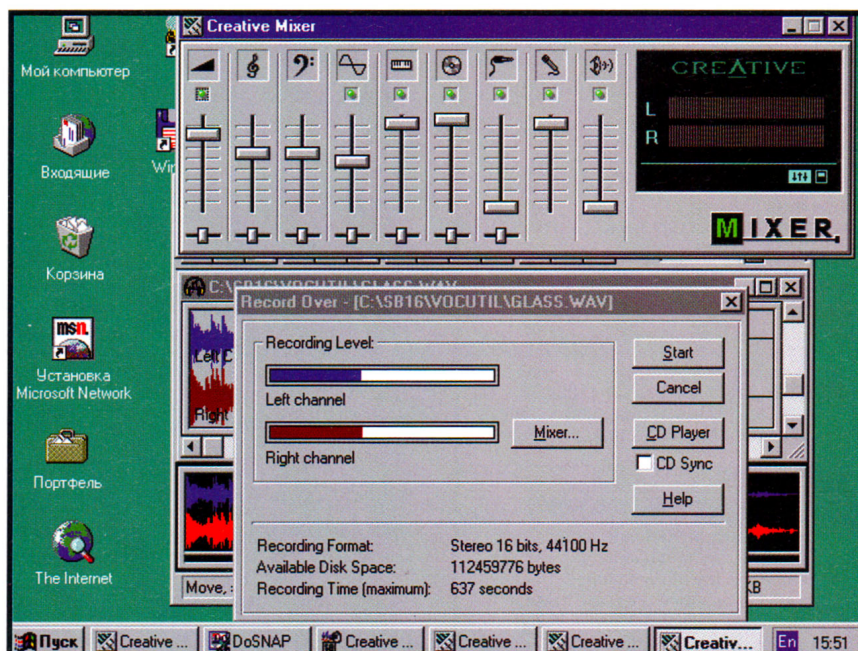 Creative Mixer
CREATIVE
L
R
MIXER
Мой компьютер
Входящие
Корзина
msn.
Установка
Microsoft Network
Портфель
The Internet
C:\SB16\VOCUTIL\GLASS.WAV
Record Over - [C:\SB16\VOCUTIL\GLASS.WAV]
Recording Level:
Left channel
Right channel
Mixer...
Start
Cancel
CD Player
CD Sync
Help
Recording Format: Stereo 16 bits, 44100 Hz
Available Disk Space: 112459776 bytes
Recording Time (maximum): 637 seconds
Left C
Right
Move,
KB
Пуск
Creative ...
DoSNAP
Creative ...
Creative ...
Creative ...
Creativ...
En
15:51